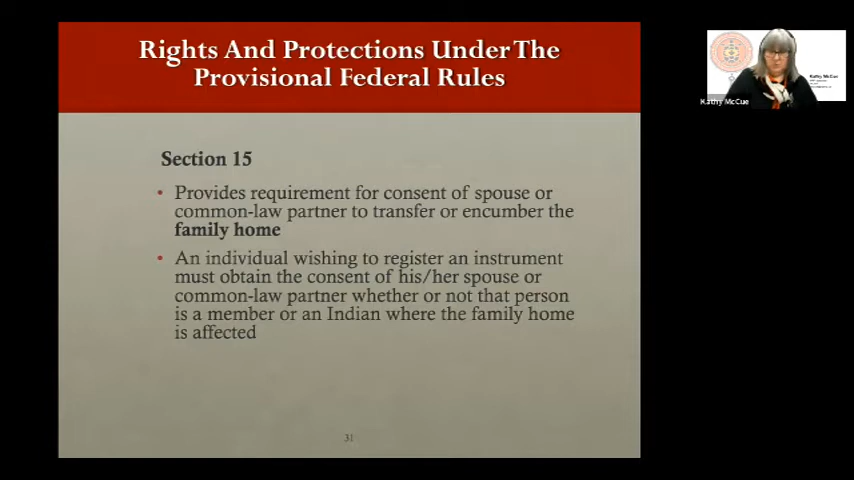 Rights And Protections Under The
Provisional Federal Rules
Section 15
• Provides requirement for consent of spouse or
common-law partner to transfer or encumber the
family home
• An individual wishing to register an instrument
must obtain the consent of his/her spouse or
common-law partner whether or not that person
is a member or an Indian where the family home
is affected
31
Kathy McCue
Kathy McCue